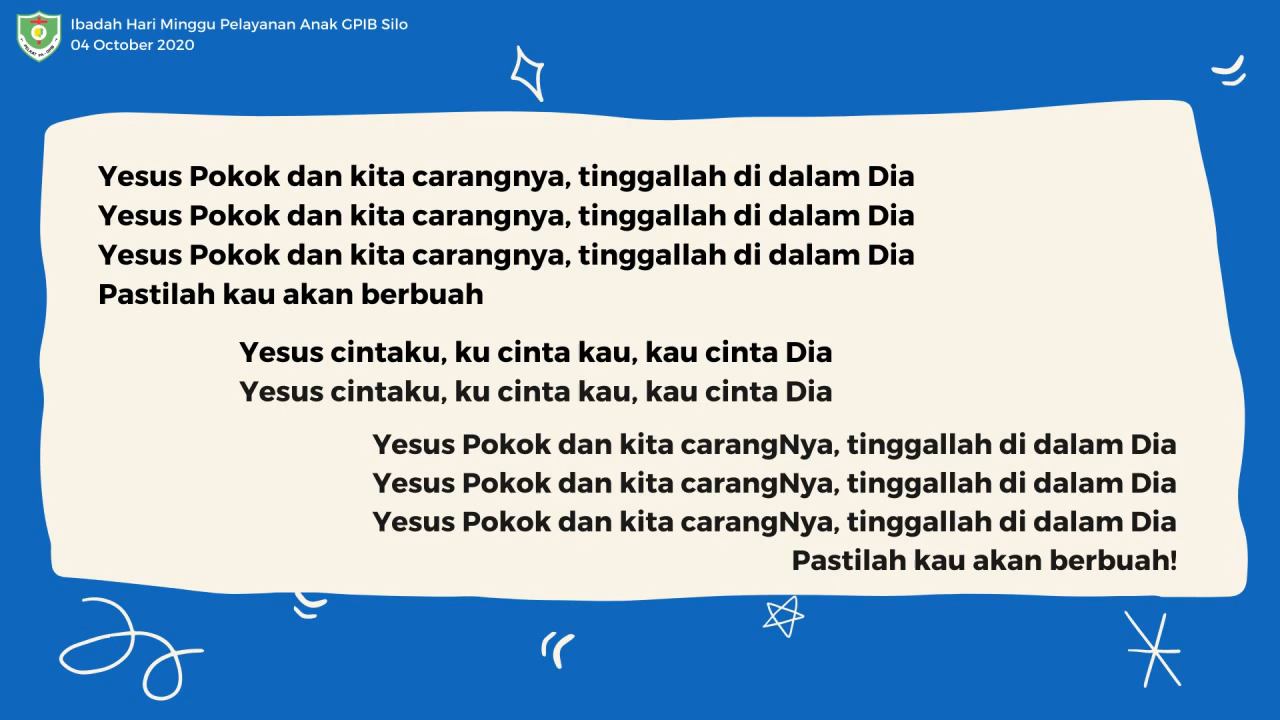 Ibadah Hari Minggu Pelayanan Anak GPIB Silo
04 October 2020
Yesus Pokok dan kita carangnya, tinggallah di dalam Dia
Yesus Pokok dan kita carangnya, tinggallah di dalam Dia
Yesus Pokok dan kita carangnya, tinggallah di dalam Dia
Pastilah kau akan berbuah
Yesus cintaku, ku cinta kau, kau cinta Dia
Yesus cintaku, ku cinta kau, kau cinta Dia
Yesus Pokok dan kita carangNya, tinggallah di dalam Dia
Yesus Pokok dan kita carangNya, tinggallah di dalam Dia
Yesus Pokok dan kita carangNya, tinggallah di dalam Dia
Pastilah kau akan berbuah!